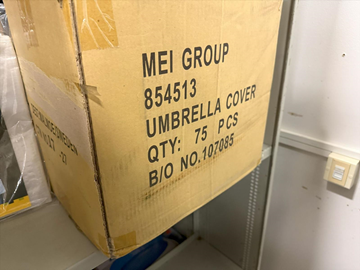 MEI GROUP
854513
UMBRELLA COVER
QTY: 75 PCS
B/O NO.107085